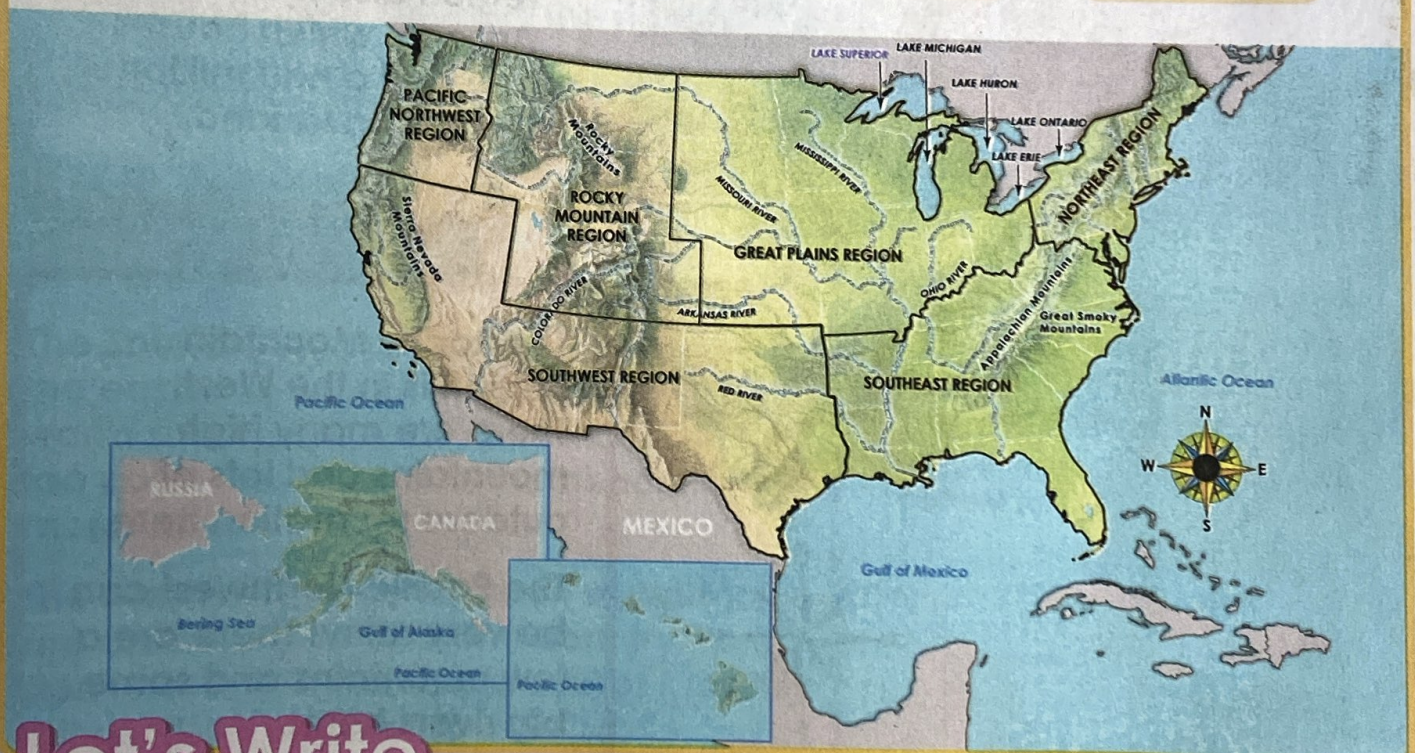 LAKE SUPERIOR
LAKE MICHIGAN
LAKE HURON
LAKE ONTARIO
LAKE ERIE
PACIFIC
NORTHWEST
REGION
Rocky
Mountains
MISSISSIPPI RIVER
NORTHEAST REGION
MISSOURI RIVER
ROCKY
MOUNTAIN
REGION
Sierra Nevada
Mountains
GREAT PLAINS REGION
OHIO RIVER
COLORADO RIVER
ARKANSAS RIVER
Appalachian Mountains
Great Smoky
Mountains
SOUTHWEST REGION
RED RIVER
SOUTHEAST REGION
Pacific Ocean
Atlantic Ocean
N
W
E
S
RUSSIA
CANADA
MEXICO
Gulf of Mexico
Bering Sea
Gulf of Alaska
Pacific Ocean
Pacific Ocean
Let's Write